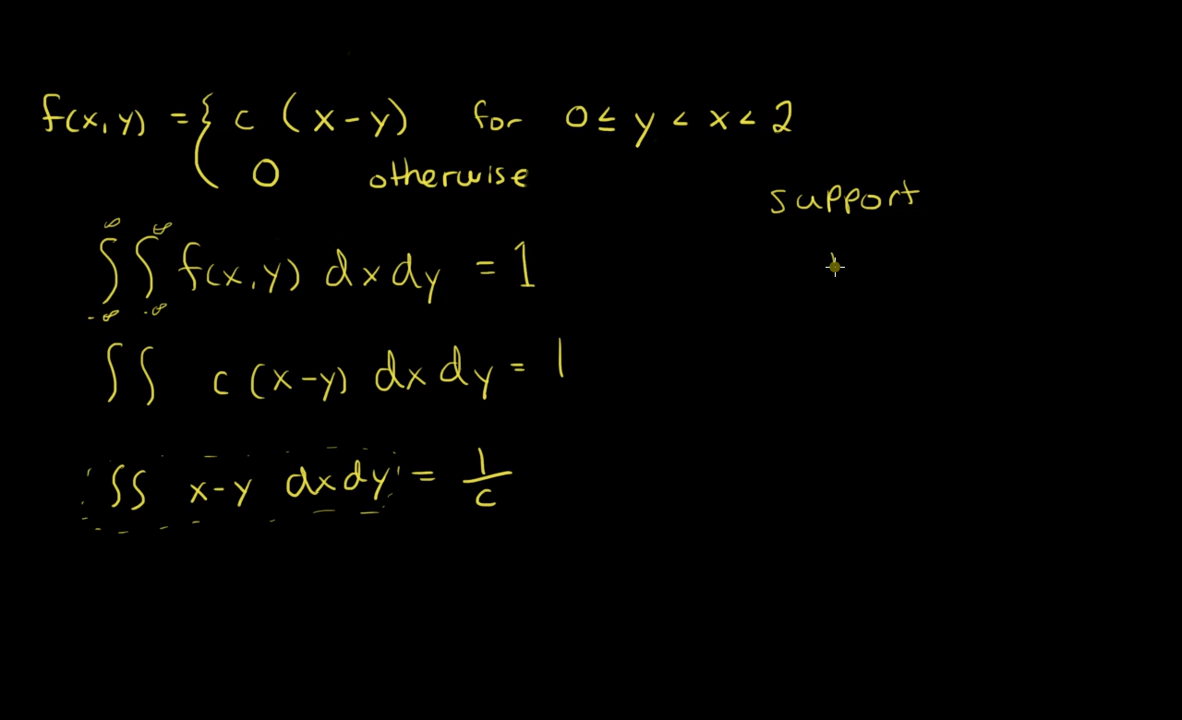 f(x, y) = { c (x-y) for 0 ≤ y < x < 2
0 otherwise
support
∫_{-∞}^{∞} ∫_{-∞}^{∞} f(x, y) dx dy = 1
∫∫ c (x-y) dx dy = 1
∫∫ x-y dx dy = 1/c